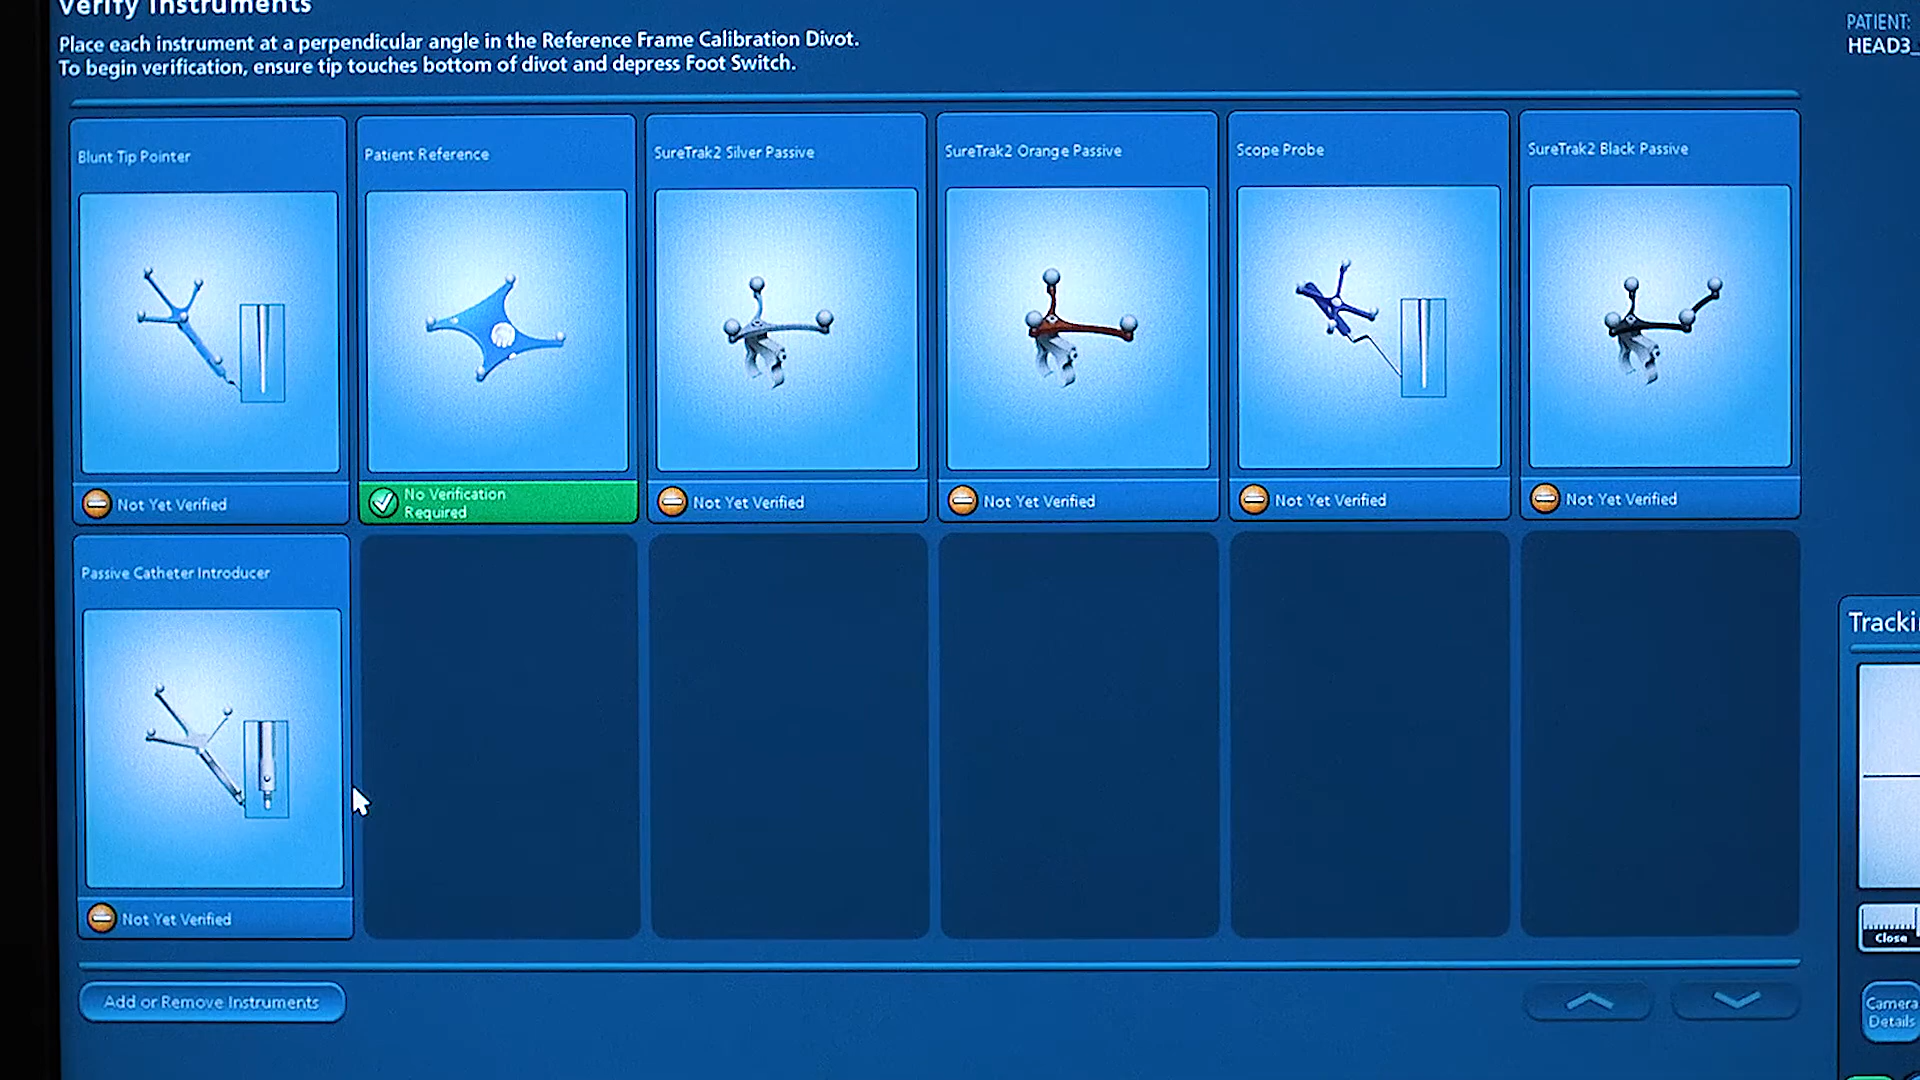 Verify Instruments
Place each instrument at a perpendicular angle in the Reference Frame Calibration Divot.
To begin verification, ensure tip touches bottom of divot and depress Foot Switch.
PATIENT:
HEAD3_
Blunt Tip Pointer
Patient Reference
SureTrak2 Silver Passive
SureTrak2 Orange Passive
Scope Probe
SureTrak2 Black Passive
Not Yet Verified
No Verification
Required
Not Yet Verified
Not Yet Verified
Not Yet Verified
Not Yet Verified
Passive Catheter Introducer
Not Yet Verified
Tracki
Close
Camera
Details
Add or Remove Instruments